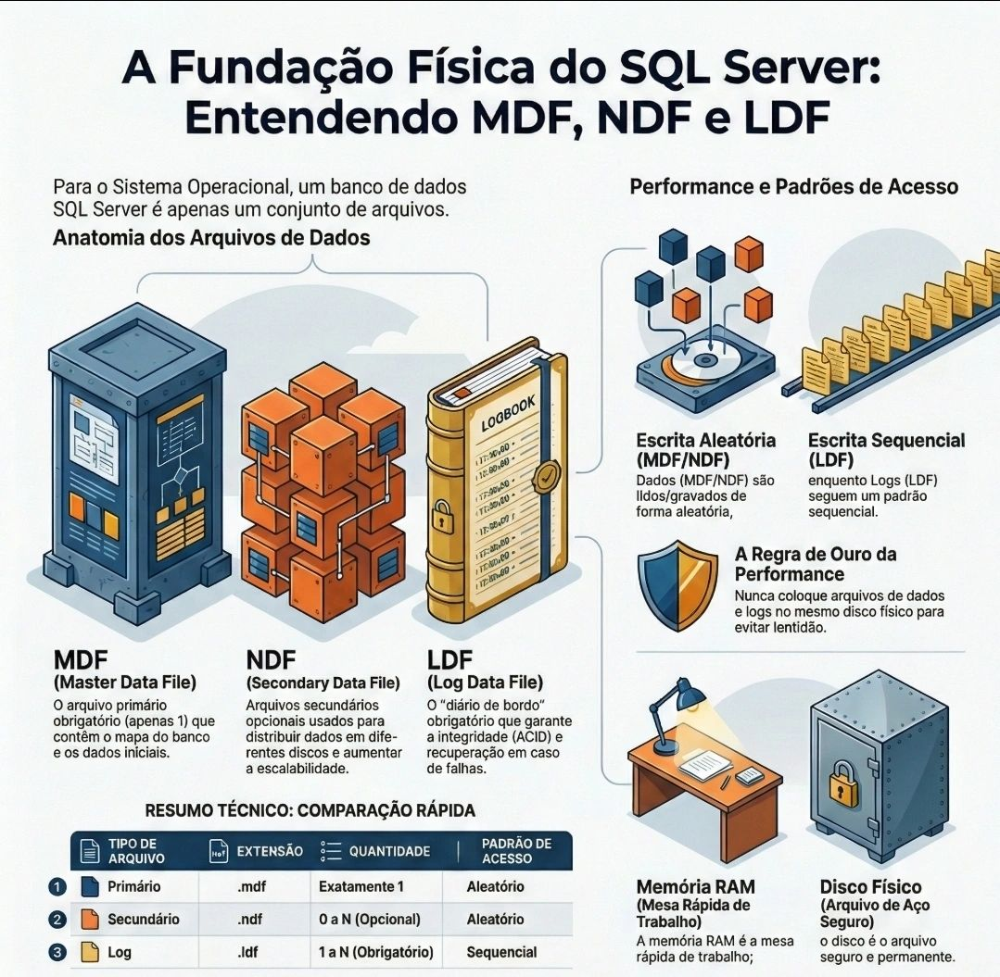 A Fundação Física do SQL Server:
Entendendo MDF, NDF e LDF
Para o Sistema Operacional, um banco de dados
SQL Server é apenas um conjunto de arquivos.
Anatomia dos Arquivos de Dados
LOGBOOK
MDF
(Master Data File)
O arquivo primário
obrigatório (apenas 1) que
contêm o mapa do banco
e os dados iniciais.
NDF
(Secondary Data File)
Arquivos secundários
opcionais usados para
distribuir dados em dife-
rentes discos e aumentar
a escalabilidade.
LDF
(Log Data File)
O "diário de bordo"
obrigatório que garante
a integridade (ACID) e
recuperação em caso
de falhas.
RESUMO TÉCNICO: COMPARAÇÃO RÁPIDA
TIPO DE
ARQUIVO
EXTENSÃO
QUANTIDADE
PADRÃO DE
ACESSO
1 Primário .mdf Exatamente 1 Aleatório
2 Secundário .ndf 0 a N (Opcional) Aleatório
3 Log .ldf 1 a N (Obrigatório) Sequencial
Performance e Padrões de Acesso
Escrita Aleatória
(MDF/NDF)
Dados (MDF/NDF) são
lldos/gravados de
forma aleatória,
Escrita Sequencial
(LDF)
enquento Logs (LDF)
seguem um padrão
sequencial.
A Regra de Ouro da
Performance
Nunca coloque arquivos de dados
e logs no mesmo disco físico para
evitar lentidão.
Memória RAM
(Mesa Rápida de
Trabalho)
A memória RAM é a mesa
rápida de trabalho;
Disco Físico
(Arquivo de Aço
Seguro)
o disco é o arquivo
seguro e permanente.